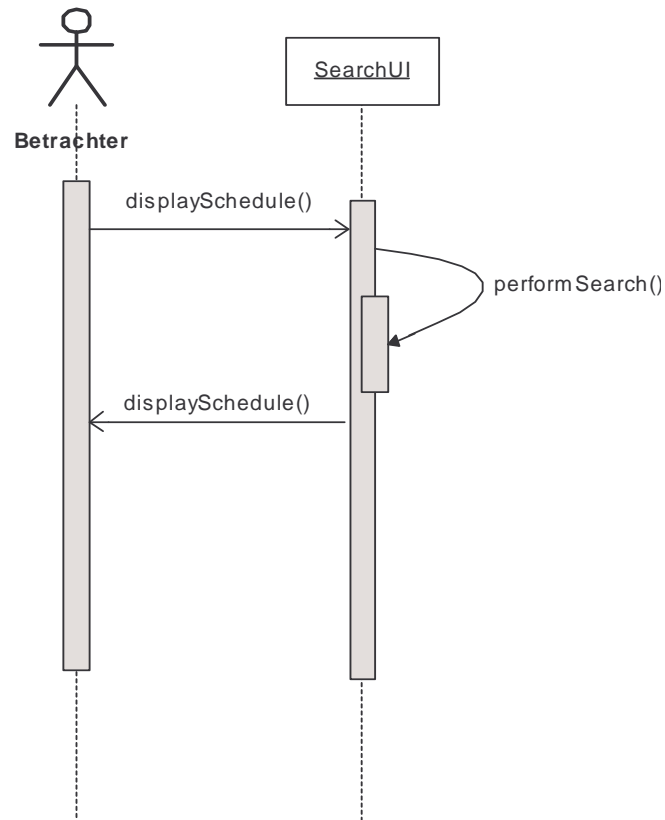 SearchUI
Betrachter
displaySchedule()
performSearch()
displaySchedule()